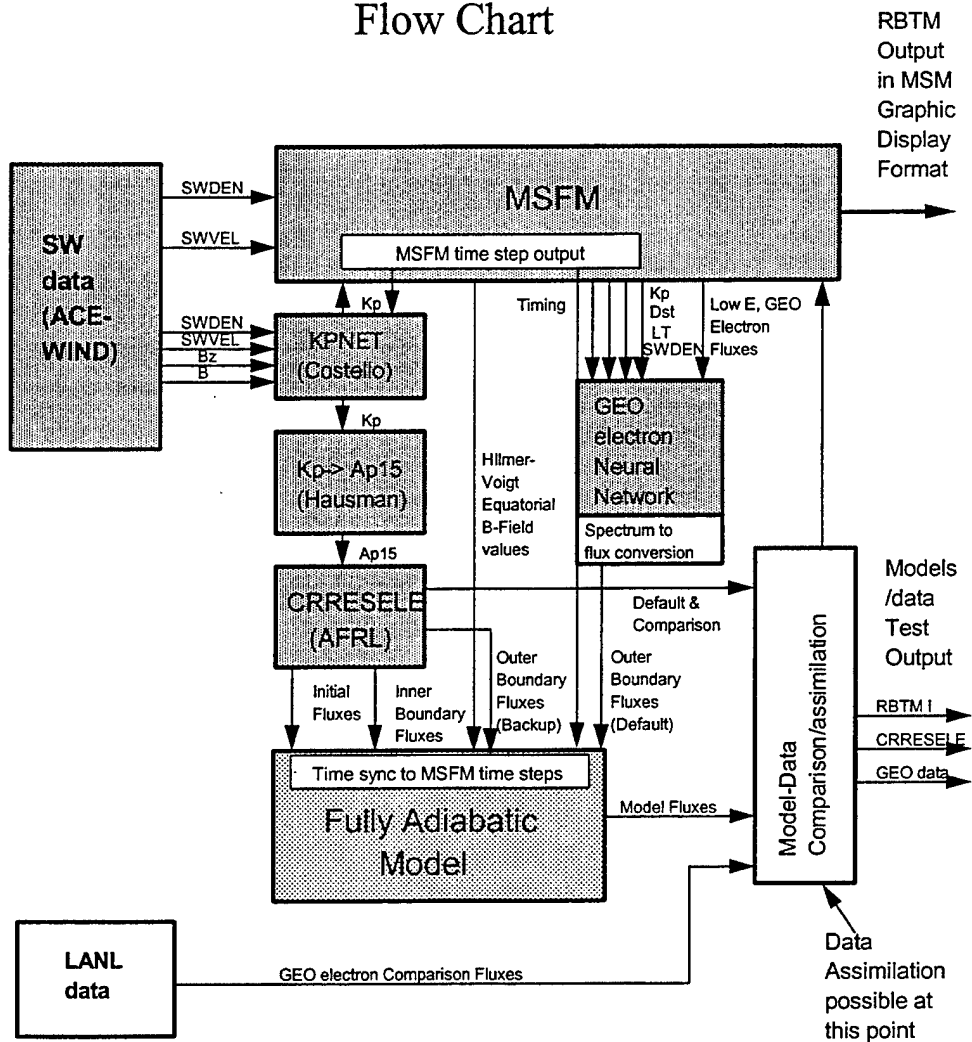 Flow Chart
RBTM
Output
in MSM
Graphic
Display
Format
SW
data
(ACE-
WIND)
SWDEN
SWVEL
MSFM
MSFM time step output
SWDEN
SWVEL
Bz
B
Kp
KPNET
(Costello)
Timing
Kp
Dst
LT
SWDEN
Low E, GEO
Electron
Fluxes
Kp
Kp-> Ap15
(Hausman)
Hilmer-
Voigt
Equatorial
B-Field
values
GEO
electron
Neural
Network
Spectrum to
flux conversion
Ap15
CRRESELE
(AFRL)
Default &
Comparison
Initial
Fluxes
Inner
Boundary
Fluxes
Outer
Boundary
Fluxes
(Backup)
Outer
Boundary
Fluxes
(Default)
Time sync to MSFM time steps
Fully Adiabatic
Model
Model Fluxes
Model-Data
Comparison/assimilation
Models
/data
Test
Output
RBTM I
CRRESELE
GEO data
LANL
data
GEO electron Comparison Fluxes
Data
Assimilation
possible at
this point